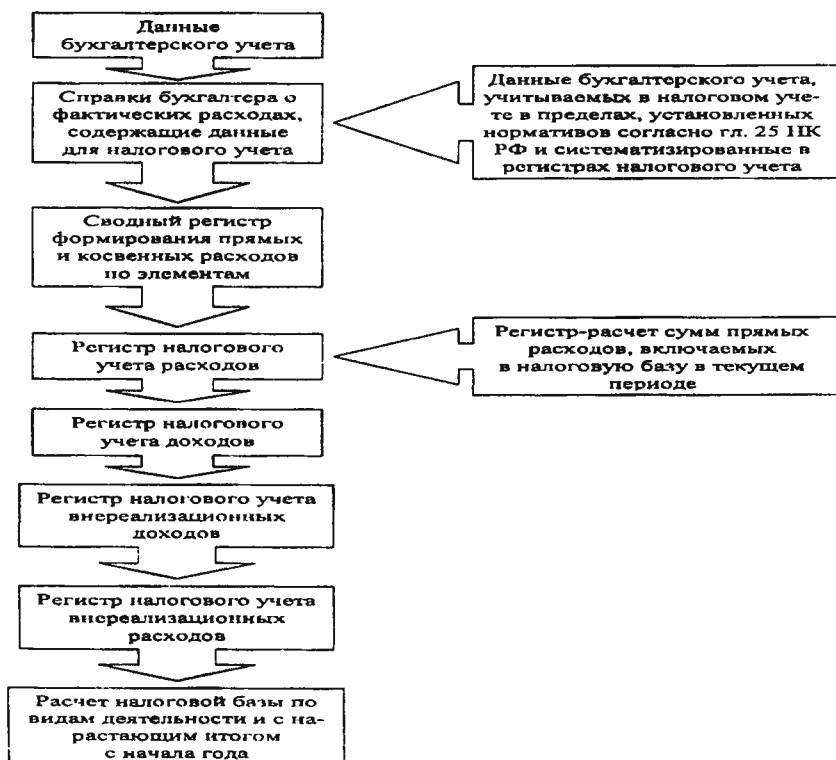 Данные
бухгалтерского учета
Справки бухгалтера о
фактических расходах,
содержащие данные
для налогового учета
Данные бухгалтерского учета,
учитываемых в налоговом уче-
те в пределах, установленных
нормативов согласно гл. 25 НК
РФ и систематизированные в
регистрах налогового учета
Сводный регистр
формирования прямых
и косвенных расходов
по элементам
Регистр налогового
учета расходов
Регистр-расчет сумм прямых
расходов, включаемых
в налоговую базу в текущем
периоде
Регистр налогового
учета доходов
Регистр налогового учета
внереализационных
доходов
Регистр налогового учета
внереализационных
расходов
Расчет налоговой базы по
видам деятельности и с на-
растающим итогом
с начала года